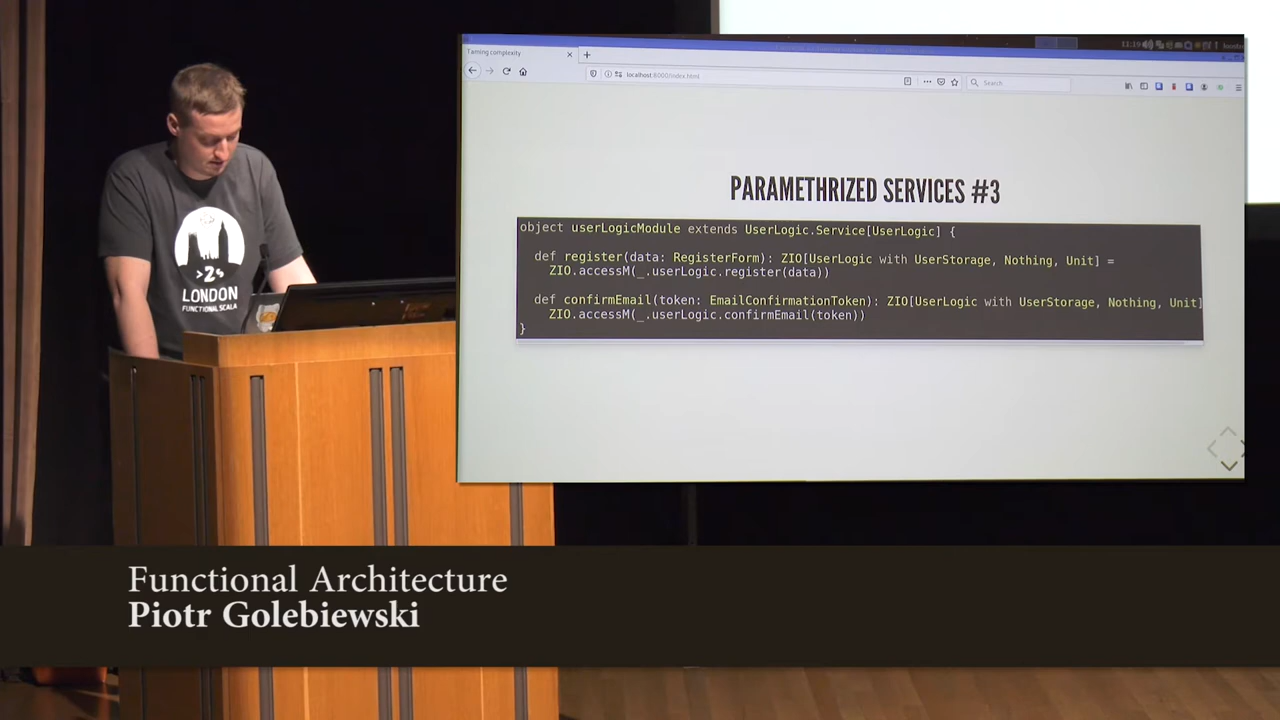 Taming complexity
11:19
localhost:8000/index.html
Search
PARAMETHRIZED SERVICES #3
object userLogicModule extends UserLogic.Service[UserLogic] {
def register(data: RegisterForm): ZIO[UserLogic with UserStorage, Nothing, Unit] =
ZIO.accessM(_.userLogic.register(data))
def confirmEmail(token: EmailConfirmationToken): ZIO[UserLogic with UserStorage, Nothing, Unit]
ZIO.accessM(_.userLogic.confirmEmail(token))
}
>2s
LONDON
FUNCTIONAL SCALA
Functional Architecture
Piotr Golebiewski